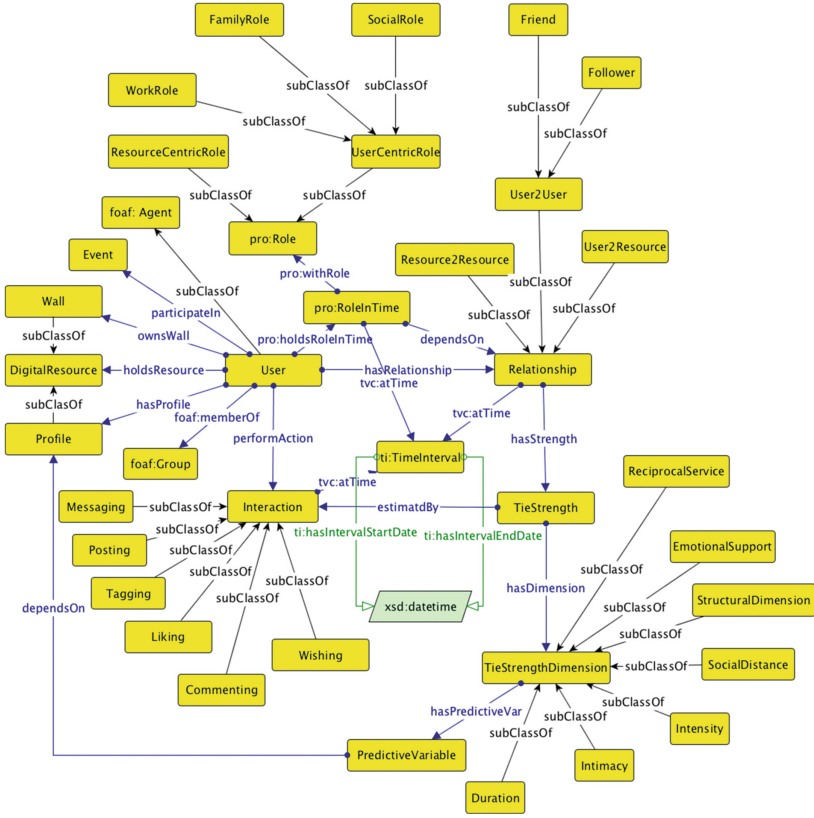 FamilyRole
SocialRole
Friend
Follower
subClassOf
subClassOf
subClassOf
WorkRole
subClassOf
subClassOf
ResourceCentricRole
UserCentricRole
User2User
subClassOf
subClassOf
foaf: Agent
pro:Role
Event
Resource2Resource
User2Resource
pro:withRole
subClassOf
subClassOf
Wall
participateIn
pro:RoleInTime
subClassOf
subClassOf
subClassOf
ownsWall
pro:holdsRoleInTime
dependsOn
DigitalResource
holdsResource
User
hasRelationship
Relationship
tvc:atTime
subClasOf
hasProfile
foaf:memberOf
tvc:atTime
Profile
performAction
hasStrength
foaf:Group
ti:TimeInterval
ReciprocalService
tvc:atTime
Messaging
subClassOf
Interaction
estimatdBy
TieStrength
subClassOf
ti:hasIntervalStartDate
ti:hasIntervalEndDate
Posting
subClassOf
EmotionalSupport
subClassOf
subClassOf
subClassOf
Tagging
subClassOf
hasDimension
StructuralDimension
dependsOn
xsd:datetime
subClassOf
Liking
subClassOf
Wishing
TieStrengthDimension
subClassOf
SocialDistance
Commenting
hasPredictiveVar
subClassOf
subClassOf
Intensity
subClassOf
PredictiveVariable
Intimacy
Duration